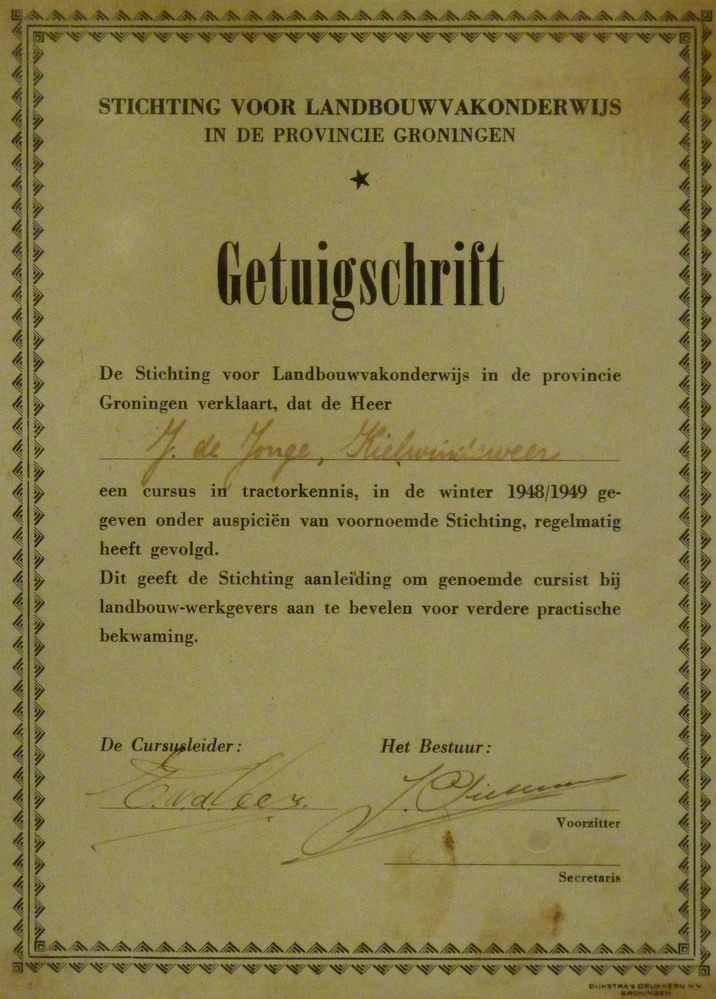 STICHTING VOOR LANDBOUWVAKONDERWIJS
IN DE PROVINCIE GRONINGEN
Getuigschrift
De Stichting voor Landbouwvakonderwijs in de provincie
Groningen verklaart, dat de Heer
J. de Jonge, Kielwindeweer
een cursus in tractorkennis, in de winter 1948/1949 ge-
geven onder auspiciën van voornoemde Stichting, regelmatig
heeft gevolgd.
Dit geeft de Stichting aanleiding om genoemde cursist bij
landbouw-werkgevers aan te bevelen voor verdere practische
bekwaming.
De Cursusleider:
Het Bestuur:
Voorzitter
Secretaris
DIJKSTRA'S DRUKKERIJ N.V.
GRONINGEN